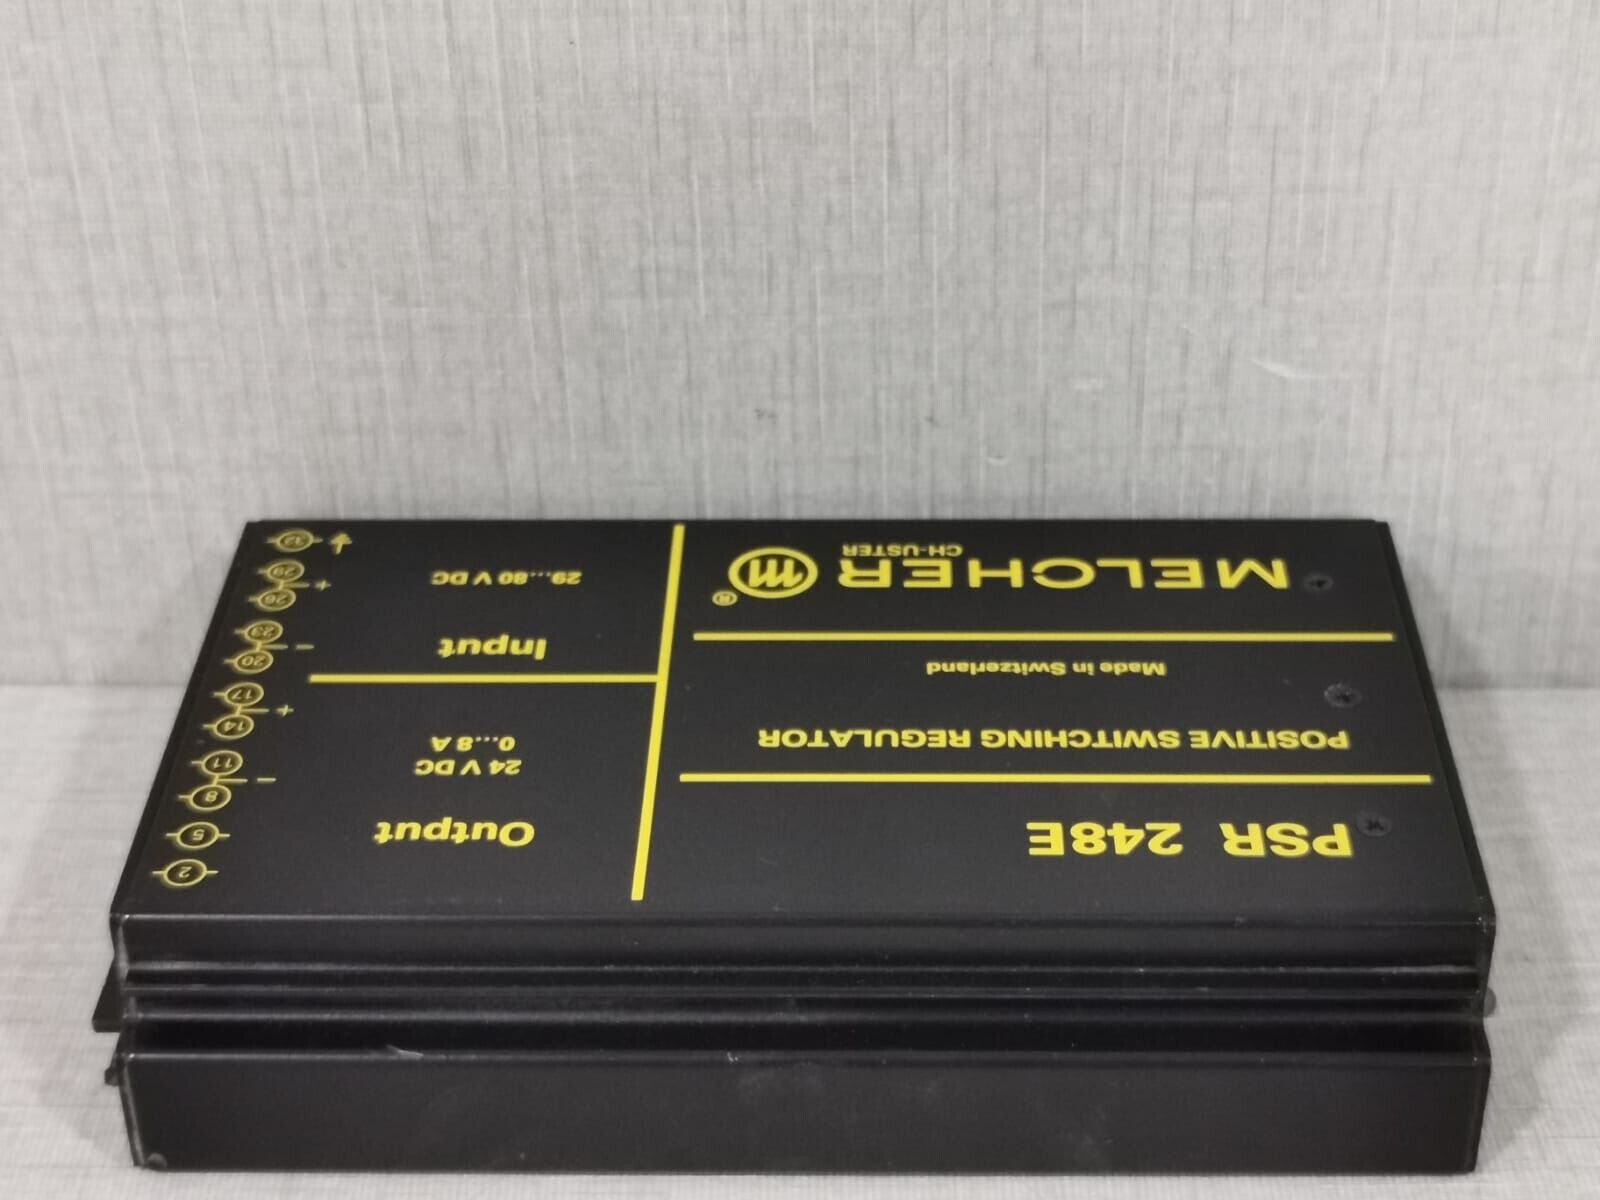 PSR 248E
POSITIVE SWITCHING REGULATOR
Made in Switzerland
MELCHER
CH-USTER
®
Output
24 V DC
0...8 A
Input
29...80 V DC
2
5
8
-
11
14
+
17
20
-
23
26
+
29
32